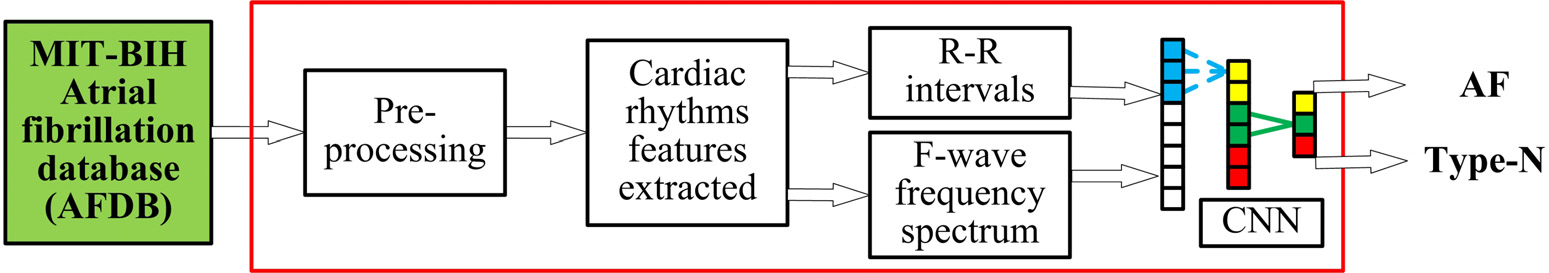 MIT-BIH
Atrial
fibrillation
database
(AFDB)
Pre-
processing
Cardiac
rhythms
features
extracted
R-R
intervals
F-wave
frequency
spectrum
CNN
AF
Type-N